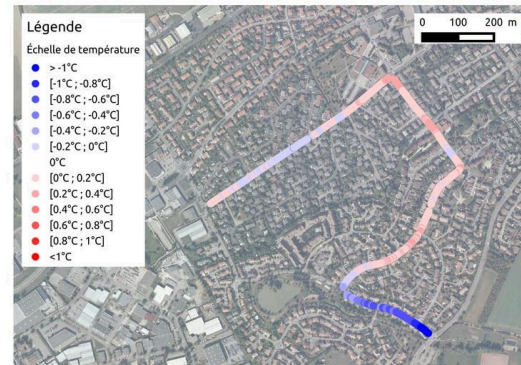 Légende
Échelle de température
> -1°C
[-1°C ; -0.8°C]
[-0.8°C ; -0.6°C]
[-0.6°C ; -0.4°C]
[-0.4°C ; -0.2°C]
[-0.2°C ; 0°C]
0°C
[0°C ; 0.2°C]
[0.2°C ; 0.4°C]
[0.4°C ; 0.6°C]
[0.6°C ; 0.8°C]
[0.8°C ; 1°C]
<1°C
0 100 200 m